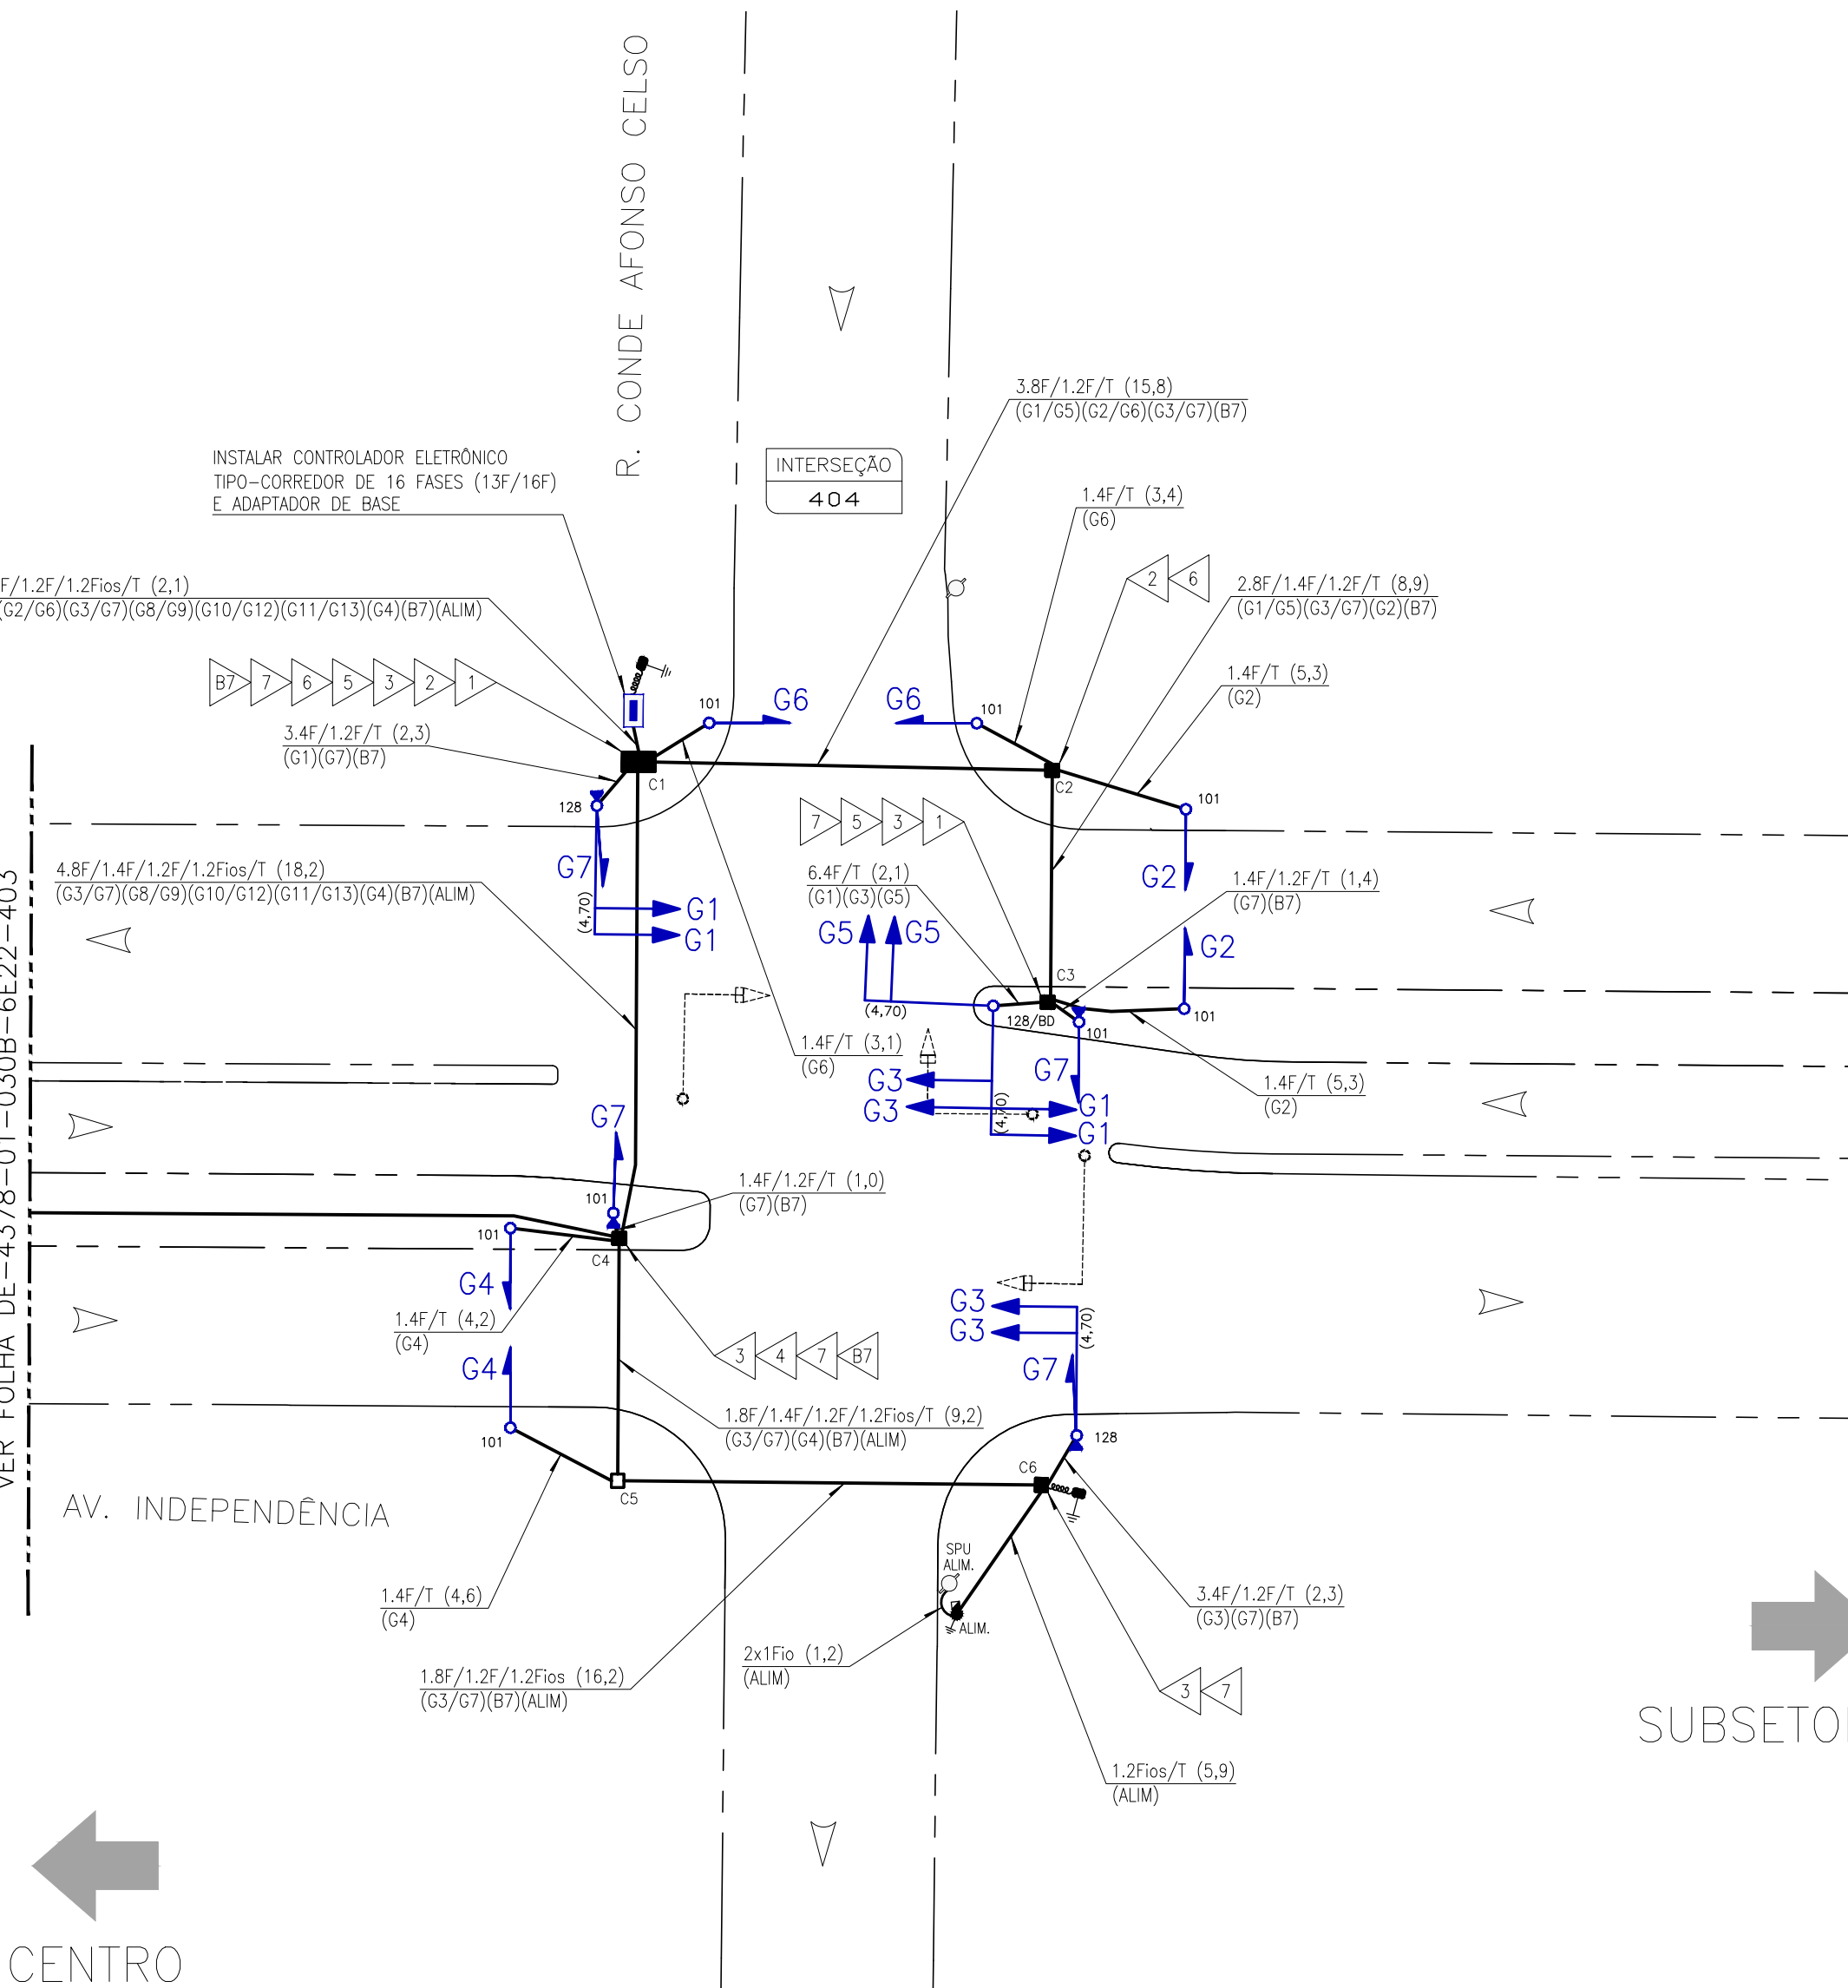 R. CONDE AFONSO CELSO
3.8F/1.2F/T (15,8)
(G1/G5)(G2/G6)(G3/G7)(B7)
INSTALAR CONTROLADOR ELETRÔNICO
TIPO-CORREDOR DE 16 FASES (13F/16F)
E ADAPTADOR DE BASE
INTERSEÇÃO
404
1.4F/T (3,4)
(G6)
2 6
F/1.2F/1.2Fios/T (2,1)
(G2/G6)(G3/G7)(G8/G9)(G10/G12)(G11/G13)(G4)(B7)(ALIM)
2.8F/1.4F/1.2F/T (8,9)
(G1/G5)(G3/G7)(G2)(B7)
B7 7 6 5 3 2 1
1.4F/T (5,3)
(G2)
101
G6
G6
101
3.4F/1.2F/T (2,3)
(G1)(G7)(B7)
C1
C2
128
101
7 5 3 1
4.8F/1.4F/1.2F/1.2Fios/T (18,2)
(G3/G7)(G8/G9)(G10/G12)(G11/G13)(G4)(B7)(ALIM)
G7
(4,70)
G1
G1
6.4F/T (2,1)
(G1)(G3)(G5)
G2
1.4F/1.2F/T (1,4)
(G7)(B7)
G5
G5
G2
C3
(4,70)
128/BD
101
101
1.4F/T (3,1)
(G6)
G3
G7
1.4F/T (5,3)
(G2)
G3
(4,70)
G1
G1
VER FOLHA DE-4378-01-030B-6E22-403
G7
1.4F/1.2F/T (1,0)
(G7)(B7)
101
101
C4
G4
1.4F/T (4,2)
(G4)
G3
G3
(4,70)
3 4 7 B7
G4
G7
1.8F/1.4F/1.2F/1.2Fios/T (9,2)
(G3/G7)(G4)(B7)(ALIM)
101
128
C5
C6
AV. INDEPENDÊNCIA
SPU
ALIM.
ALIM.
1.4F/T (4,6)
(G4)
3.4F/1.2F/T (2,3)
(G3)(G7)(B7)
2x1Fio (1,2)
(ALIM)
1.8F/1.2F/1.2Fios (16,2)
(G3/G7)(B7)(ALIM)
3 7
SUBSETO
1.2Fios/T (5,9)
(ALIM)
CENTRO